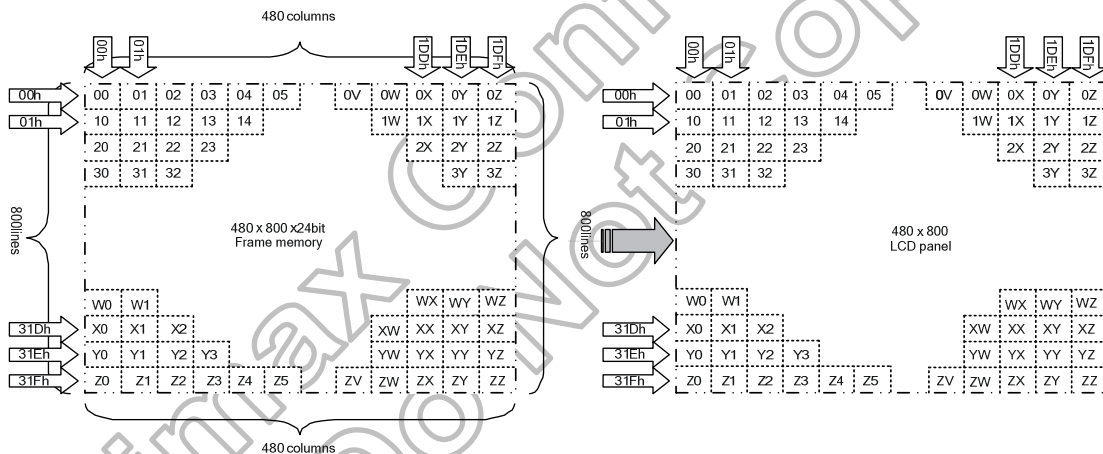 480 columns
00h 01h 1DDh 1DEh 1DFh 00h 01h 1DDh 1DEh 1DFh
00h 00 01 02 03 04 05 0V 0W 0X 0Y 0Z 00h 00 01 02 03 04 05 0V 0W 0X 0Y 0Z
01h 10 11 12 13 14 1W 1X 1Y 1Z 01h 10 11 12 13 14 1W 1X 1Y 1Z
20 21 22 23 2X 2Y 2Z 20 21 22 23 2X 2Y 2Z
30 31 32 3Y 3Z 30 31 32 3Y 3Z
800lines 480 x 800 x24bit 800lines 480 x 800
Frame memory LCD panel
W0 W1 WX WY WZ W0 W1 WX WY WZ
31Dh X0 X1 X2 XW XX XY XZ 31Dh X0 X1 X2 XW XX XY XZ
31Eh Y0 Y1 Y2 Y3 YW YX YY YZ 31Eh Y0 Y1 Y2 Y3 YW YX YY YZ
31Fh Z0 Z1 Z2 Z3 Z4 Z5 ZV ZW ZX ZY ZZ 31Fh Z0 Z1 Z2 Z3 Z4 Z5 ZV ZW ZX ZY ZZ
480 columns
Not